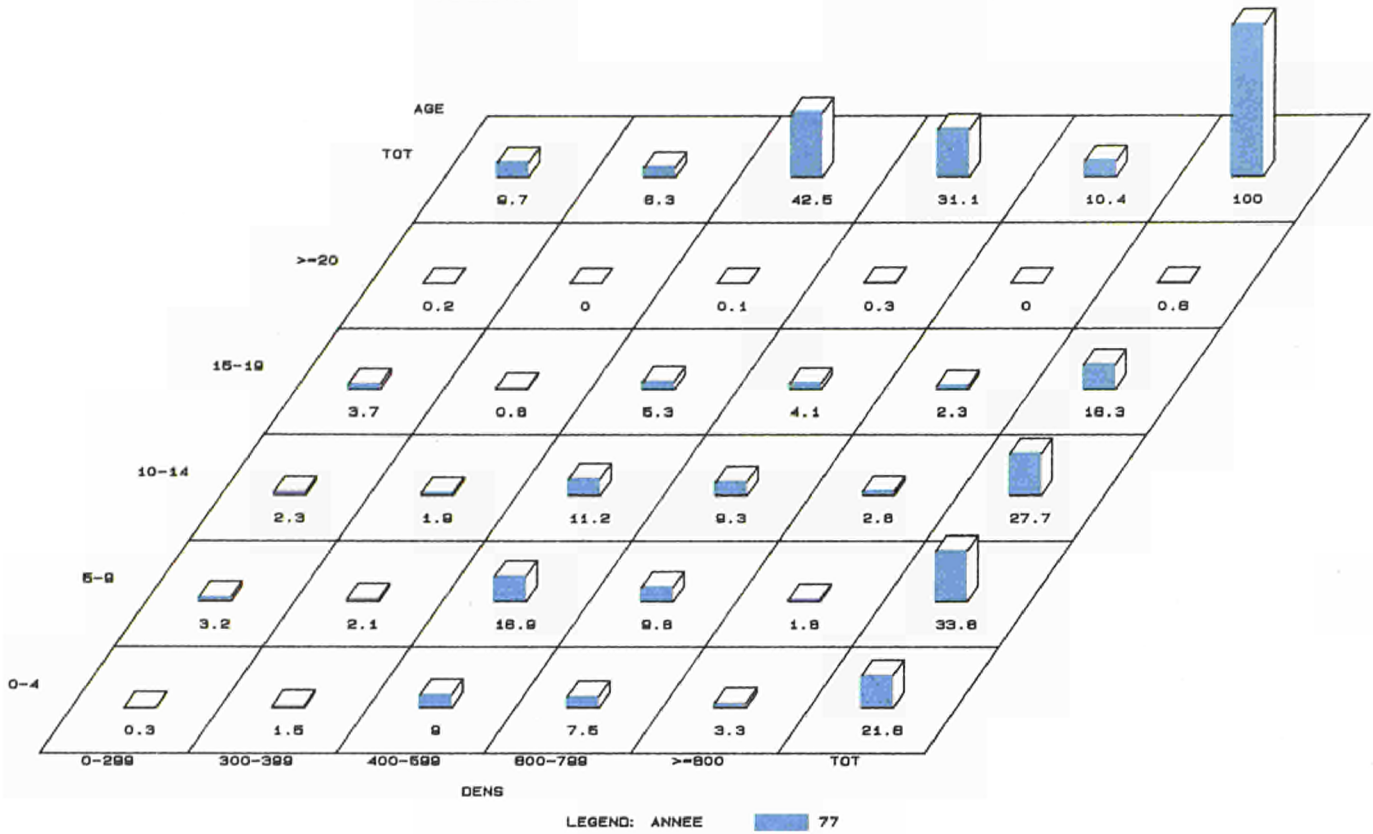 AGE
TOT
9.7 6.3 42.5 31.1 10.4 100
>=20
0.2 0 0.1 0.3 0 0.6
15-19
3.7 0.8 5.3 4.1 2.3 16.3
10-14
2.3 1.9 11.2 9.3 2.8 27.7
5-9
3.2 2.1 16.9 9.8 1.8 33.8
0-4
0.3 1.5 9 7.5 3.3 21.6
0-299 300-399 400-599 600-799 >=800 TOT
DENS
LEGEND: ANNEE 77